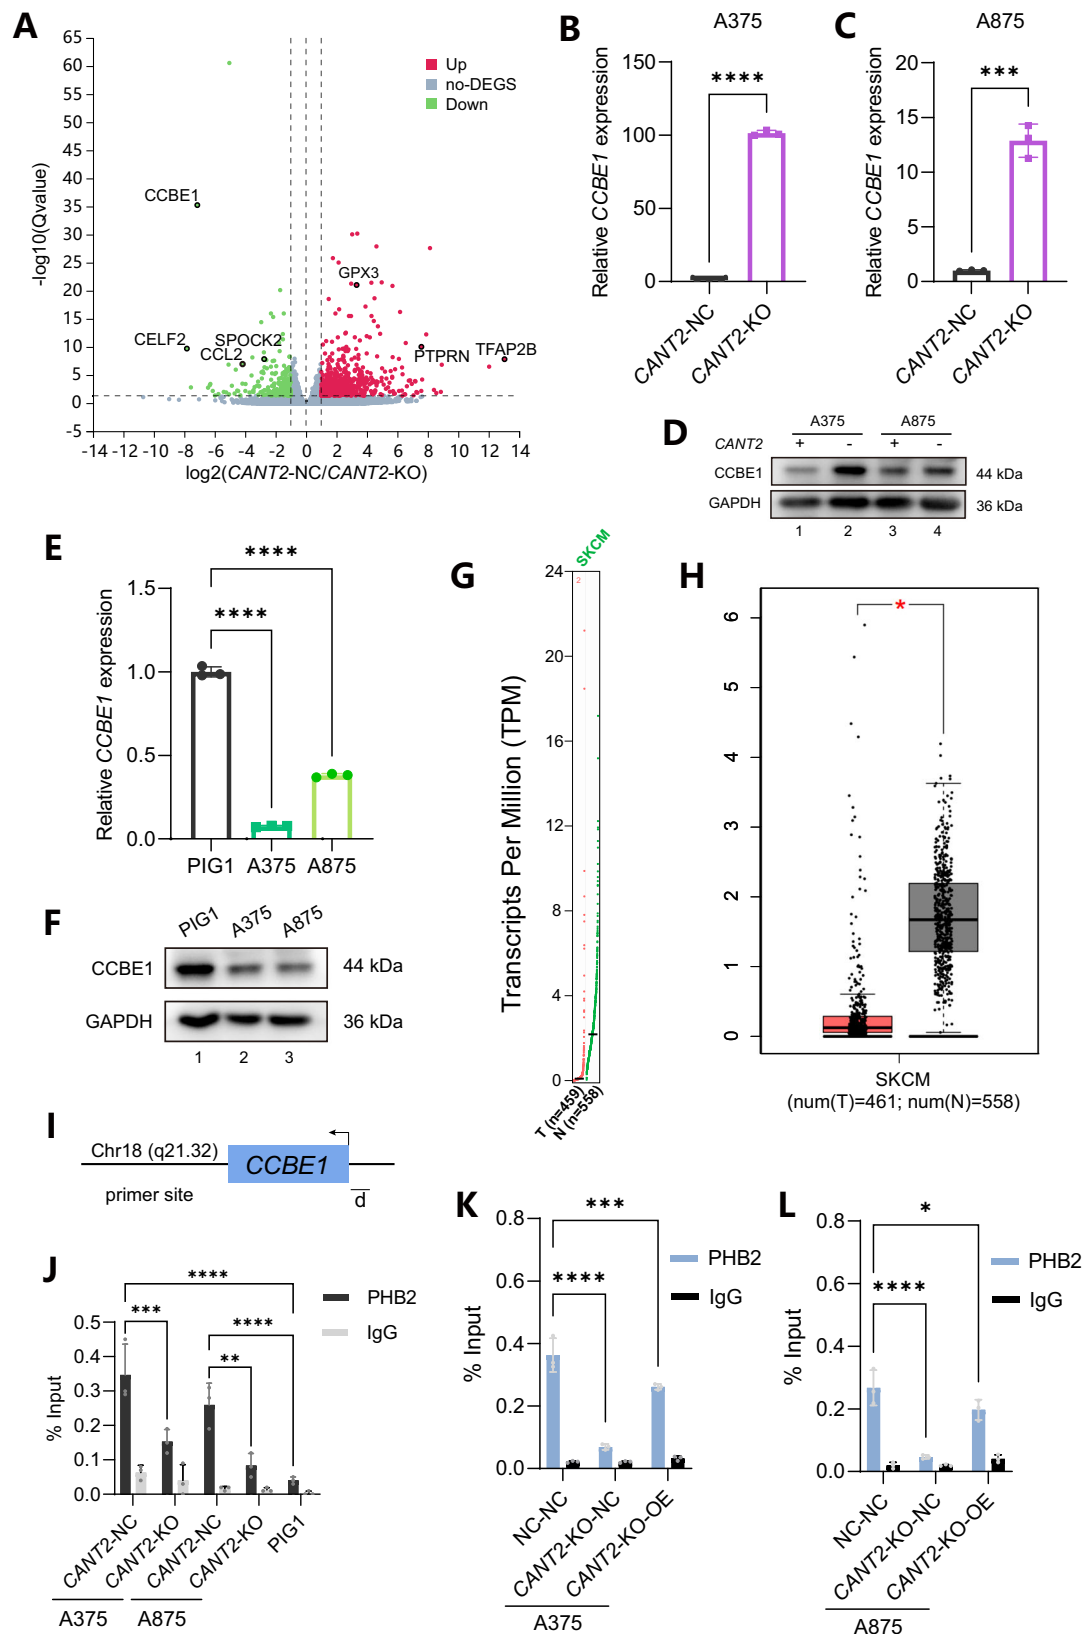 A
65
60
55
50
45
40
35
30
25
20
15
10
5
0
-5
-log10(Qvalue)
Up
no-DEGS
Down
CCBE1
GPX3
CELF2
SPOCK2
CCL2
PTPRN
TFAP2B
-14 -12 -10 -8 -6 -4 -2 0 2 4 6 8 10 12 14
log2(CANT2-NC/CANT2-KO)
B
A375
Relative CCBE1 expression
150
100
50
0
****
CANT2-NC
CANT2-KO
C
A875
Relative CCBE1 expression
20
15
10
5
0
***
CANT2-NC
CANT2-KO
D
A375 A875
CANT2 + - + -
CCBE1 44 kDa
GAPDH 36 kDa
1 2 3 4
E
Relative CCBE1 expression
1.5
1.0
0.5
0.0
****
****
PIG1 A375 A875
F
PIG1 A375 A875
CCBE1 44 kDa
GAPDH 36 kDa
1 2 3
G
SKCM
Transcripts Per Million (TPM)
24
20
16
12
8
4
0
2
T (n=459)
N (n=558)
H
6
5
4
3
2
1
0
*
SKCM
(num(T)=461; num(N)=558)
I
Chr18 (q21.32)
CCBE1
primer site
d
J
% Input
0.5
0.4
0.3
0.2
0.1
0.0
****
***
****
**
PHB2
IgG
CANT2-NC
CANT2-KO
CANT2-NC
CANT2-KO
PIG1
A375 A875
K
% Input
0.8
0.6
0.4
0.2
0.0
***
****
PHB2
IgG
NC-NC
CANT2-KO-NC
CANT2-KO-OE
A375
L
% Input
0.8
0.6
0.4
0.2
0.0
*
****
PHB2
IgG
NC-NC
CANT2-KO-NC
CANT2-KO-OE
A875